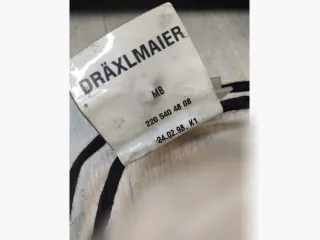 DRÄXLMAIER
MB
220 540 48 08
24.02.98. K1